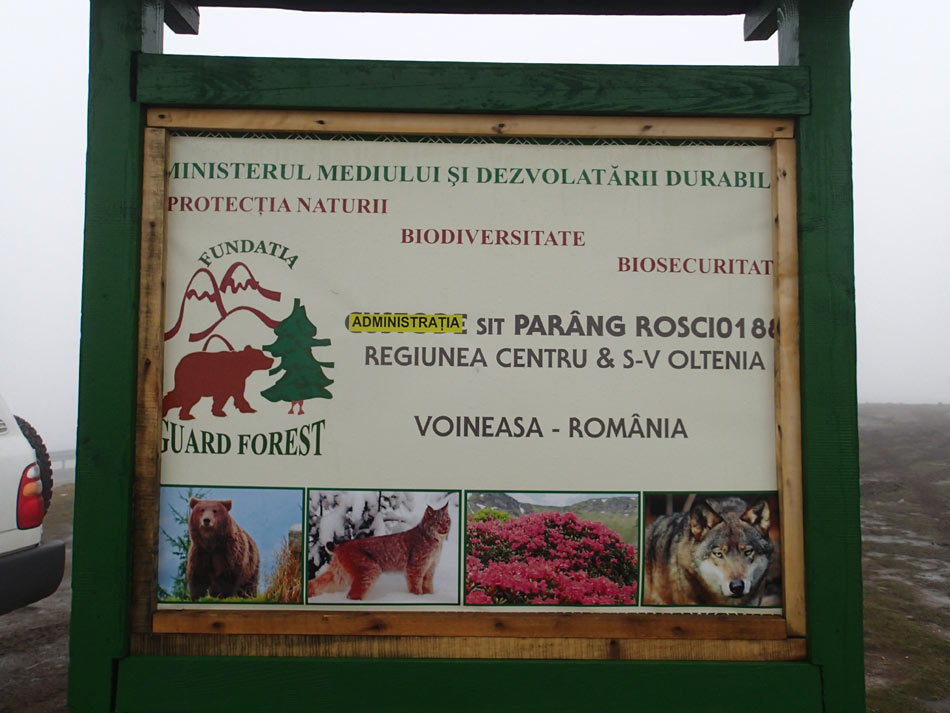 MINISTERUL MEDIULUI ŞI DEZVOLATĂRII DURABIL
PROTECȚIA NATURII
BIODIVERSITATE
BIOSECURITAT
FUNDATIA
GUARD FOREST
ADMINISTRAȚIA SIT PARÂNG ROSCI0188
REGIUNEA CENTRU & S-V OLTENIA
VOINEASA - ROMÂNIA